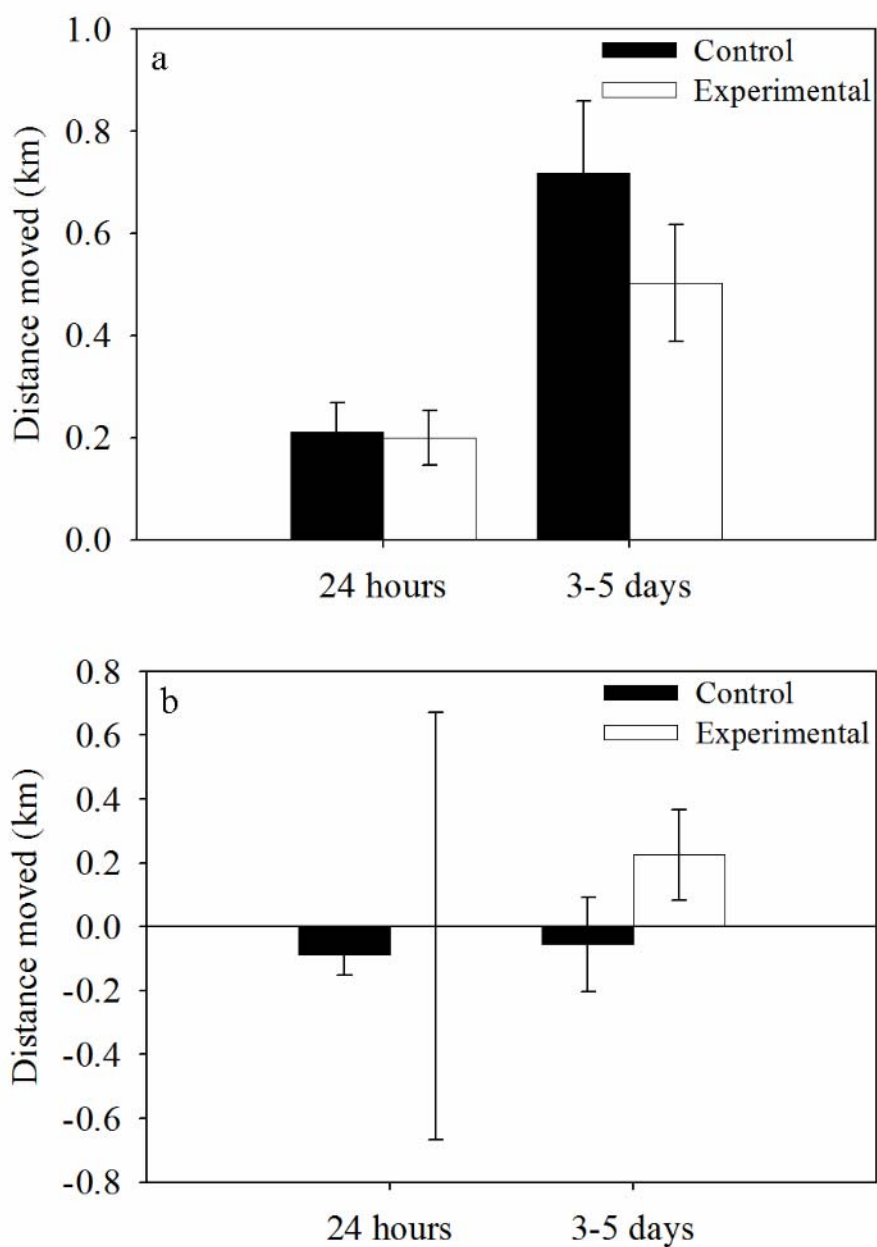 a
Control
Experimental
Distance moved (km)
1.0
0.8
0.6
0.4
0.2
0.0
24 hours 3-5 days
b
Control
Experimental
Distance moved (km)
0.8
0.6
0.4
0.2
0.0
-0.2
-0.4
-0.6
-0.8
24 hours 3-5 days